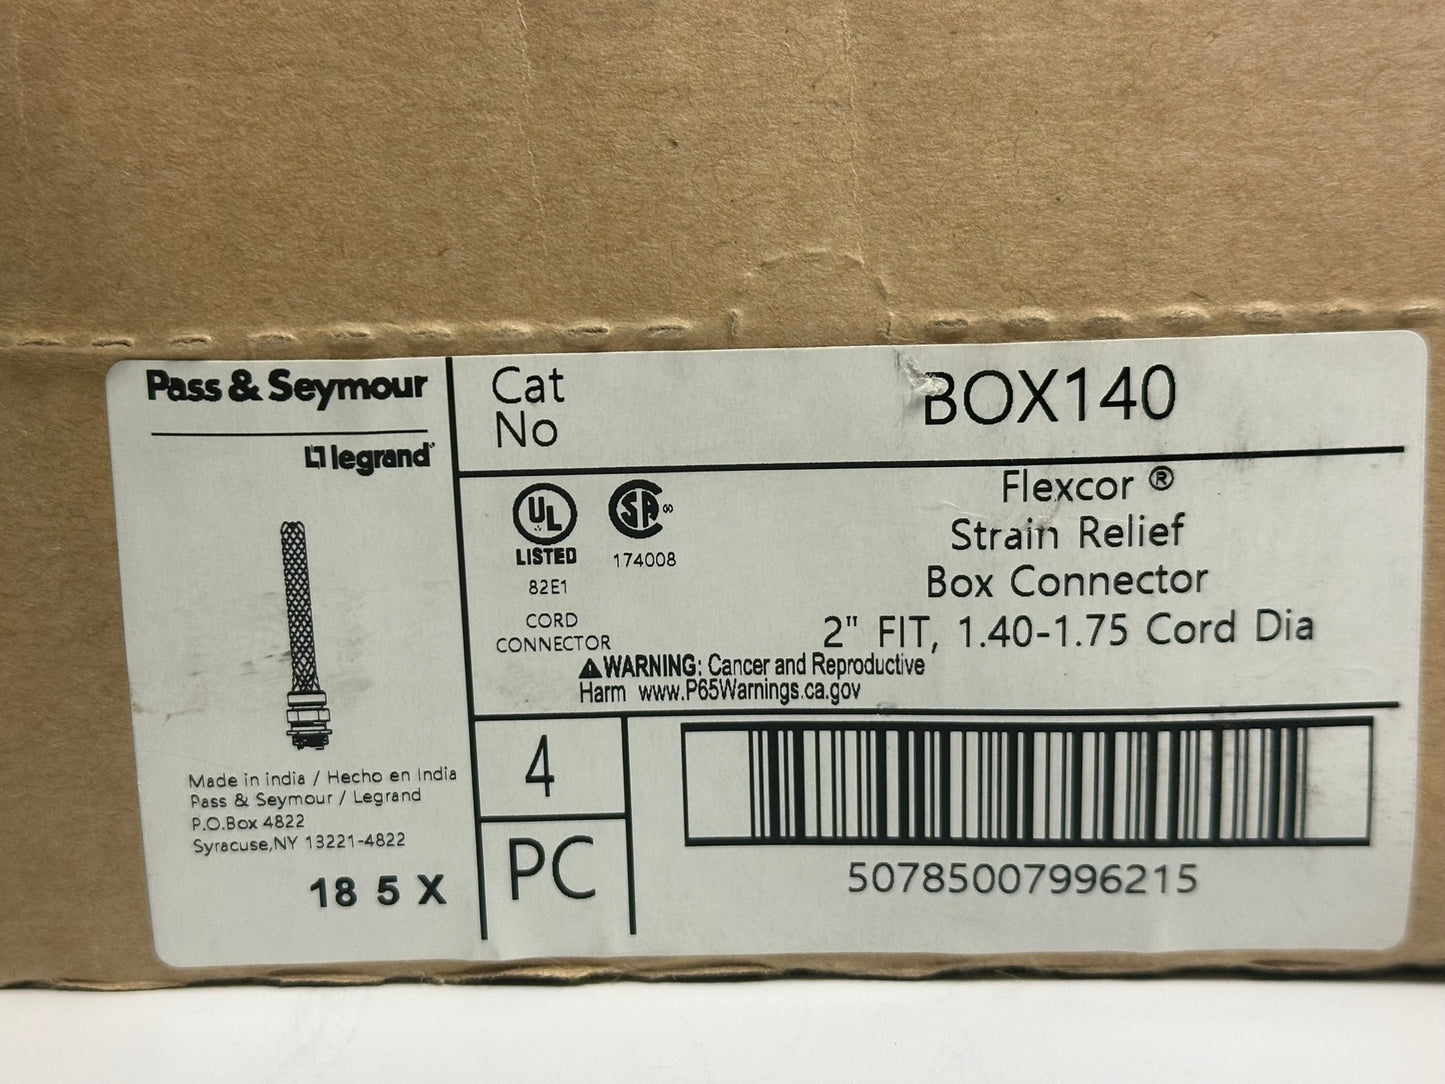 Pass & Seymour
legrand®
Cat
No
BOX140
UL
LISTED
82E1
CORD
CONNECTOR
SA
174008
Flexcor ®
Strain Relief
Box Connector
2" FIT, 1.40-1.75 Cord Dia
WARNING: Cancer and Reproductive
Harm www.P65Warnings.ca.gov
Made in india / Hecho en India
Pass & Seymour / Legrand
P.O.Box 4822
Syracuse,NY 13221-4822
18 5 X
4
PC
50785007996215